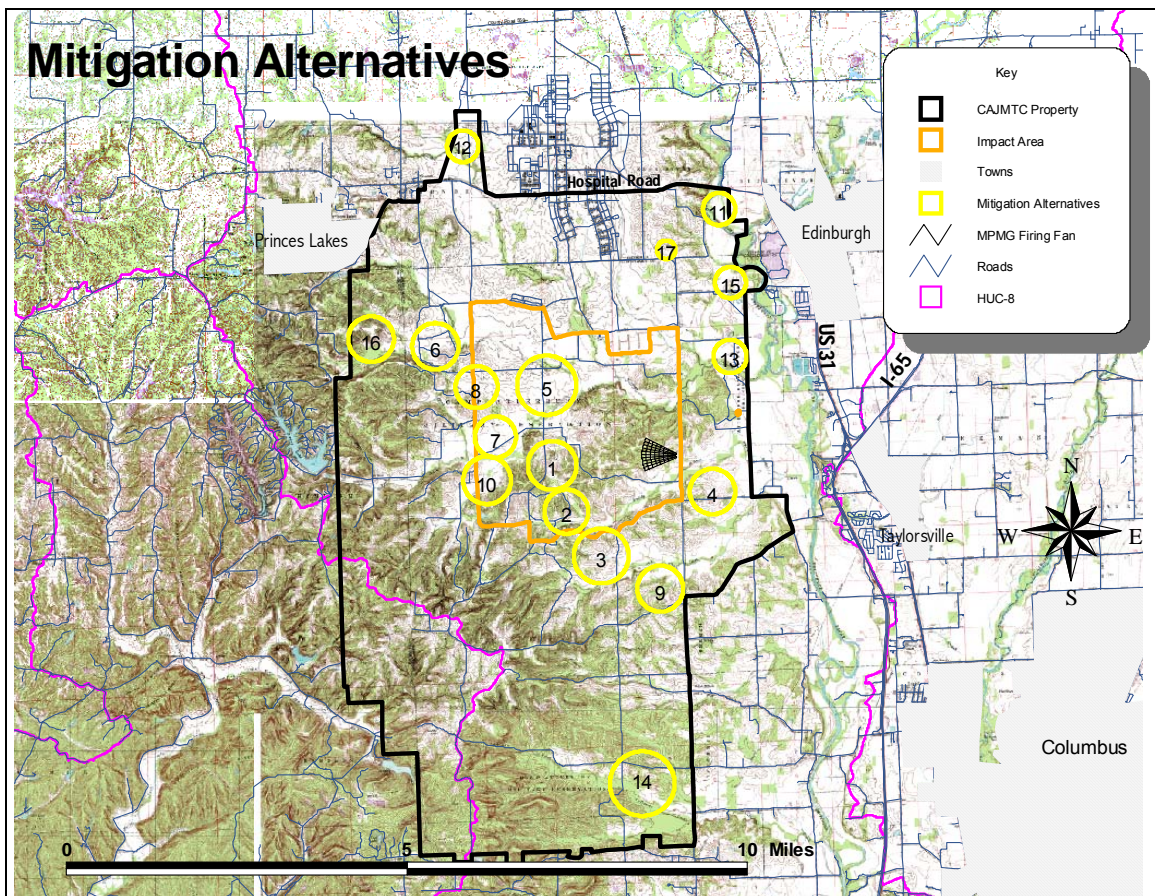 Mitigation Alternatives
Key
CAJMTC Property
Impact Area
Towns
Mitigation Alternatives
MPMG Firing Fan
Roads
HUC-8
12
Hospital Road
11
Princes Lakes
Edinburgh
17
15
US 31
I-65
16
6
13
8
5
7
1
10
4
2
N
W
E
S
Taylorsville
3
9
Columbus
14
0
5
10 Miles